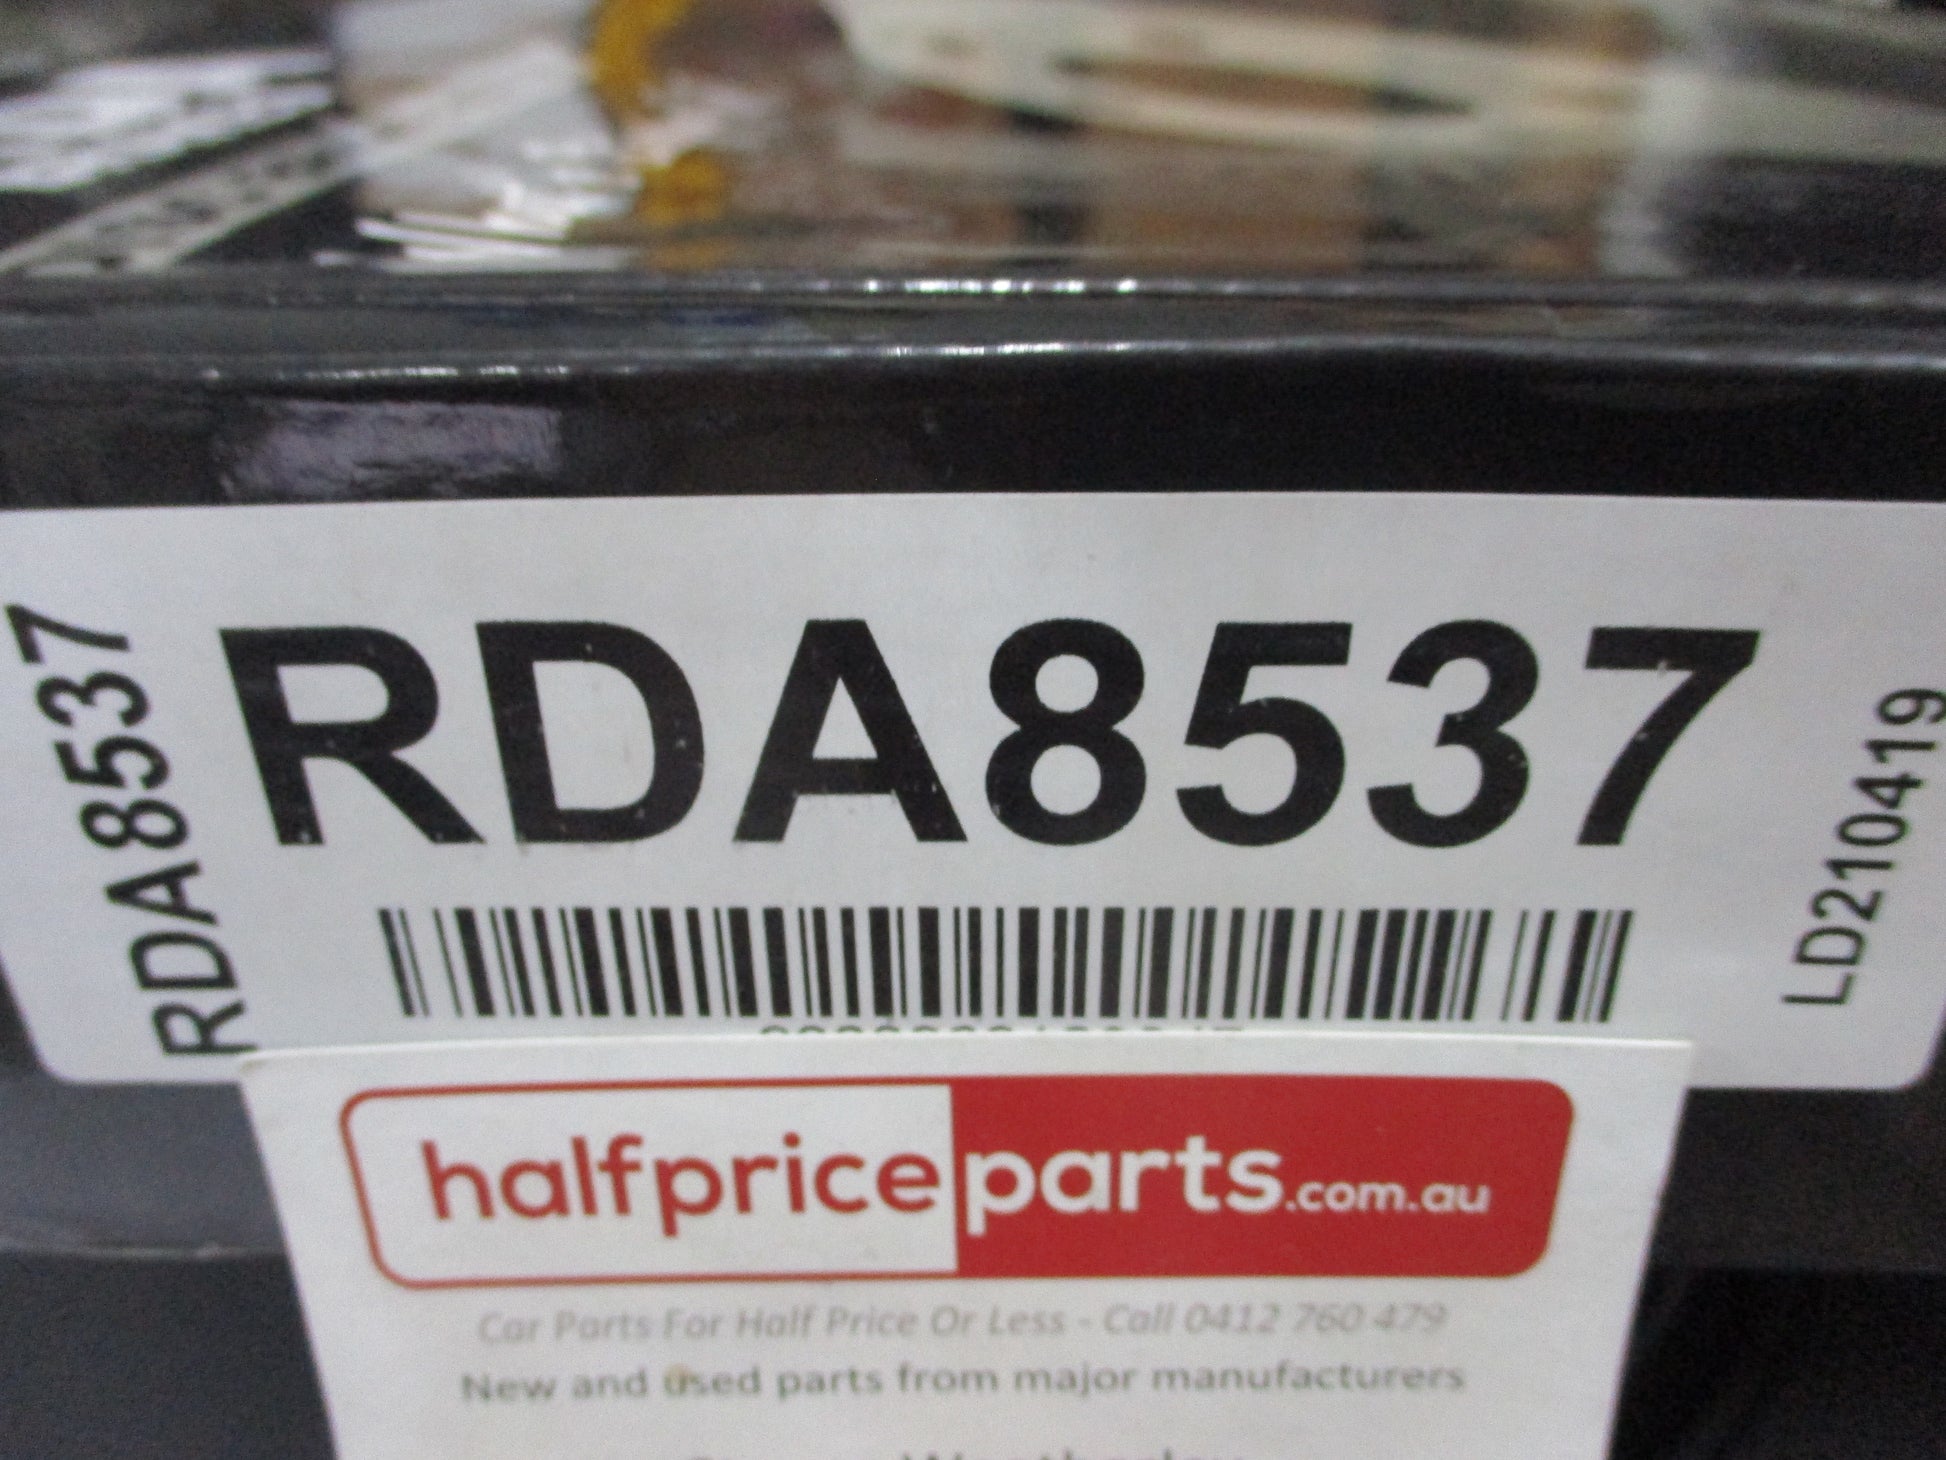 RDA8537
RDA8537
LD210419
halfpriceparts.com.au
Car Parts For Half Price Or Less - Call 0412 760 479
New and used parts from major manufacturers